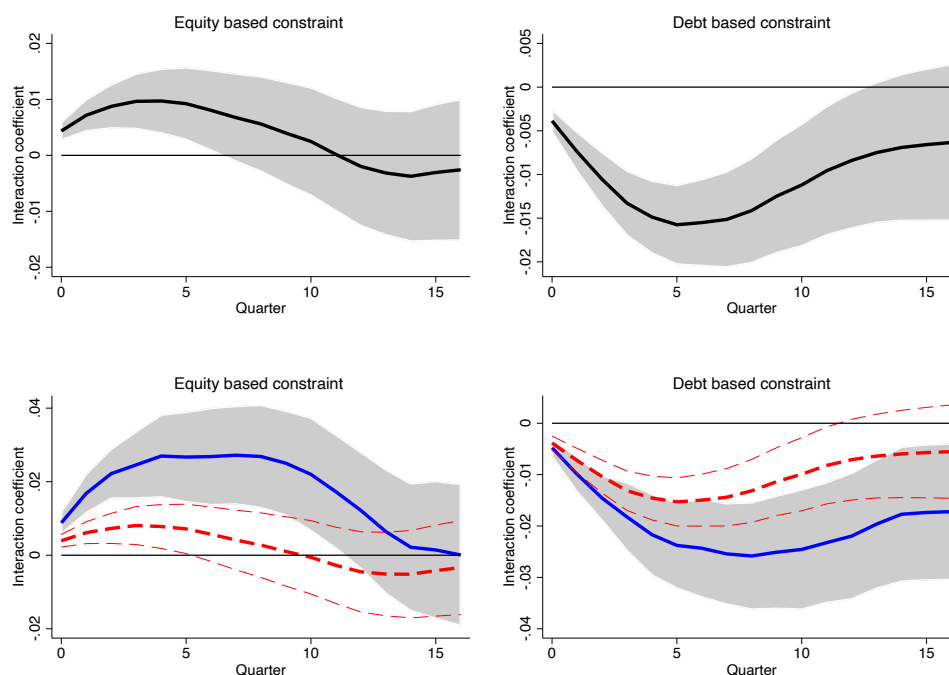 Equity based constraint
Interaction coefficient
.02
.01
0
-.01
-.02
0 5 10 15
Quarter
Debt based constraint
Interaction coefficient
.005
0
-.005
-.01
-.015
-.02
0 5 10 15
Quarter
Equity based constraint
Interaction coefficient
.04
.02
0
-.02
0 5 10 15
Quarter
Debt based constraint
Interaction coefficient
0
-.01
-.02
-.03
-.04
0 5 10 15
Quarter